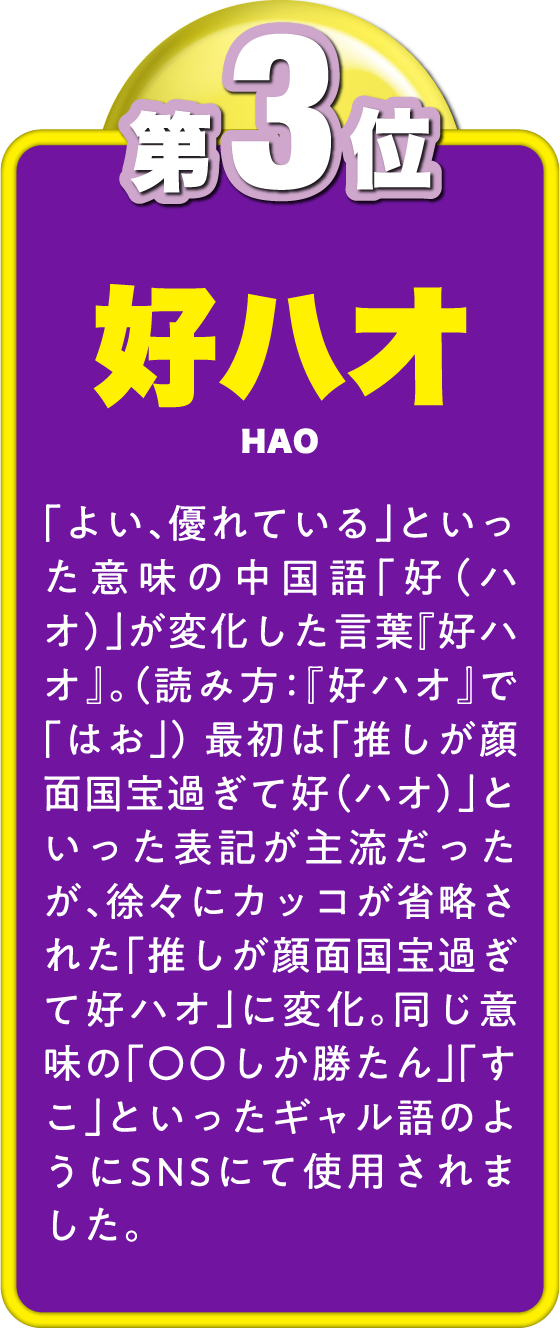 第3位
好ハオ
HAO
「よい、優れている」といっ
た意味の中国語「好(ハ
オ)」が変化した言葉『好ハ
オ』。(読み方:『好ハオ』で
「はお」) 最初は「推しが顔
面国宝過ぎて好(ハオ)」と
いった表記が主流だった
が、徐々にカッコが省略さ
れた「推しが顔面国宝過ぎ
て好ハオ」に変化。同じ意
味の「〇〇しか勝たん」「す
こ」といったギャル語のよ
うにSNSにて使用されま
した。